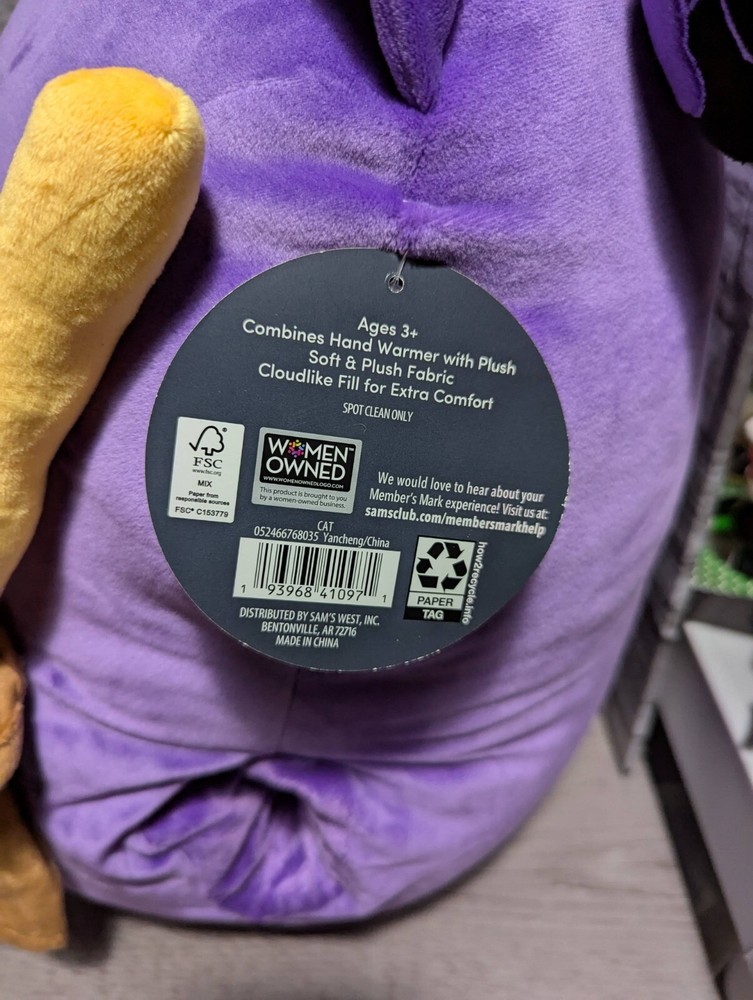 Ages 3+
Combines Hand Warmer with Plush
Soft & Plush Fabric
Cloudlike Fill for Extra Comfort
SPOT CLEAN ONLY
FSC
www.fsc.org
MIX
Paper from
responsible sources
FSC® C153779
WOMEN™
OWNED
WWW.WOMENOWNEDLOGO.COM
This product is brought to you
by a women-owned business.
We would love to hear about your
Member's Mark experience! Visit us at:
samsclub.com/membersmarkhelp
CAT
052466768035 Yancheng/China
1 93968 41097 1
PAPER
TAG
how2recycle.info
DISTRIBUTED BY SAM'S WEST, INC.
BENTONVILLE, AR 72716
MADE IN CHINA